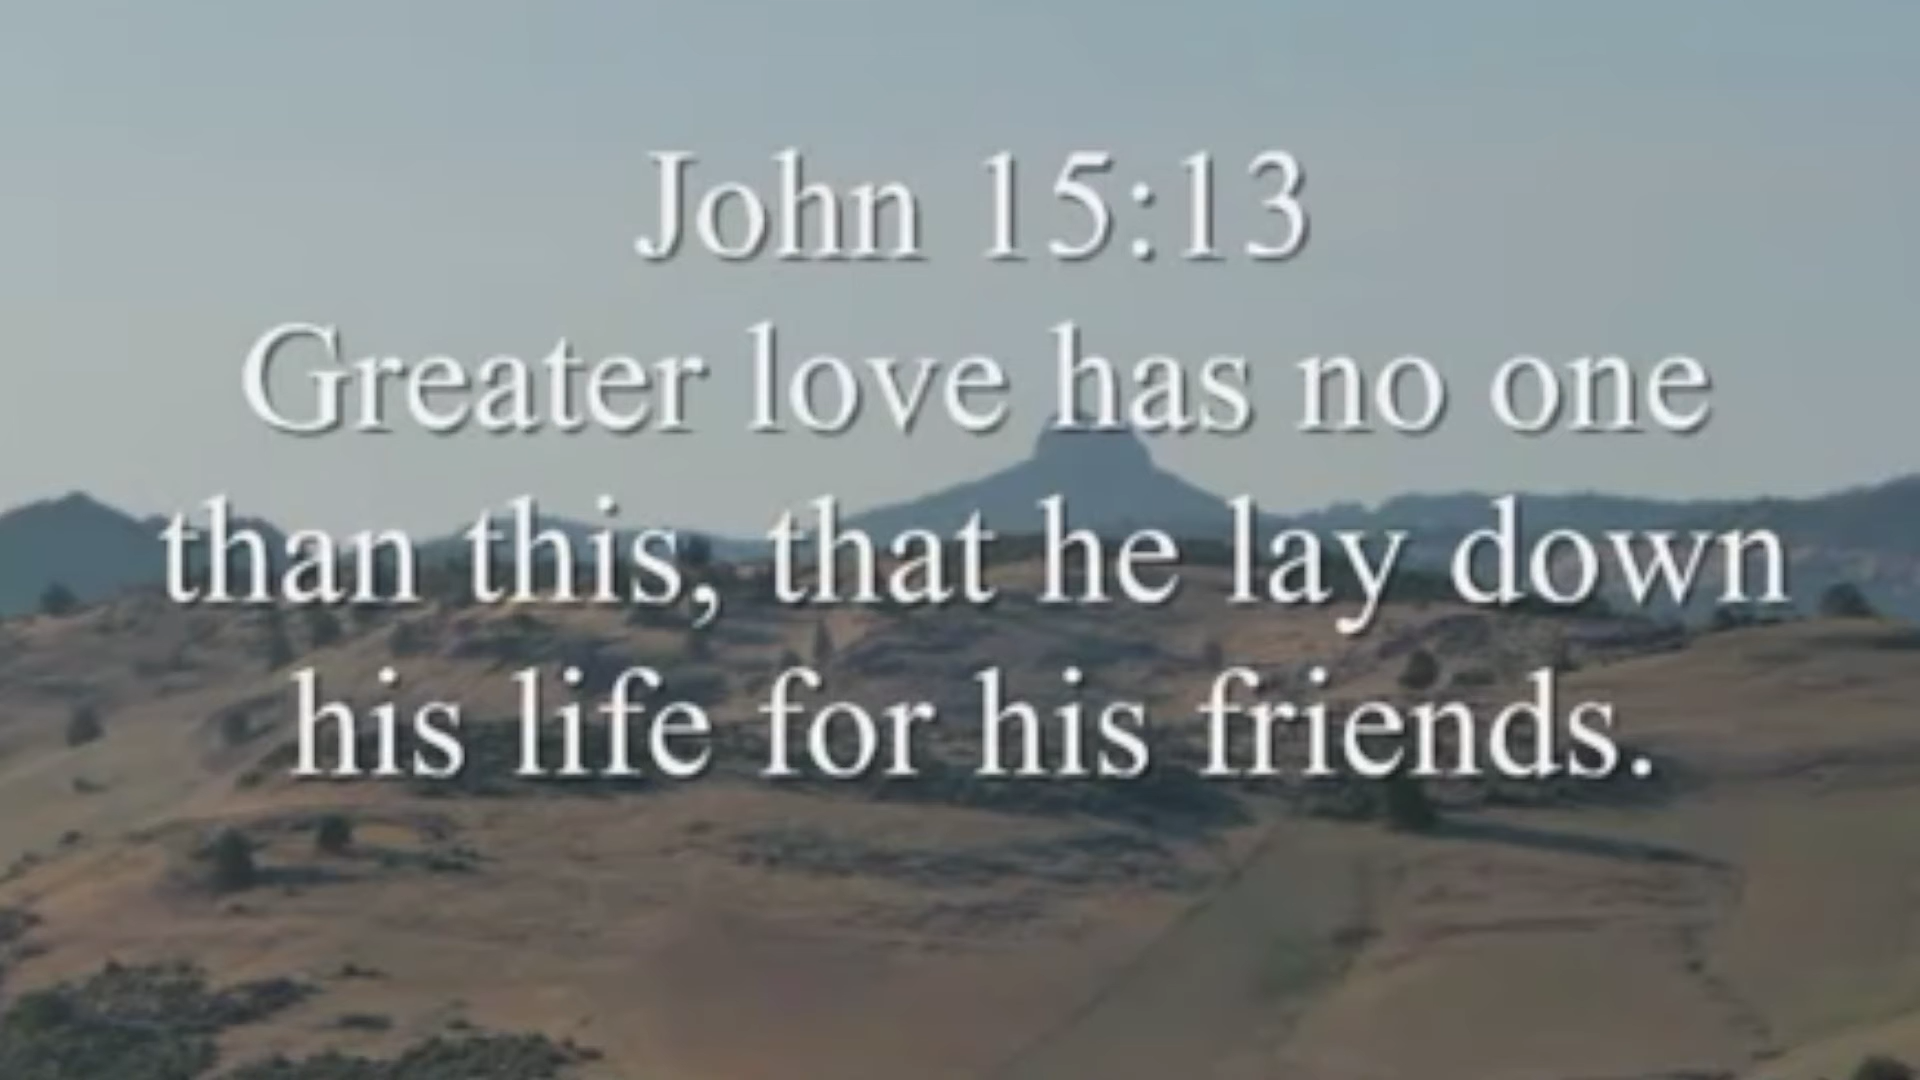 John 15:13
Greater love has no one
than this, that he lay down
his life for his friends.